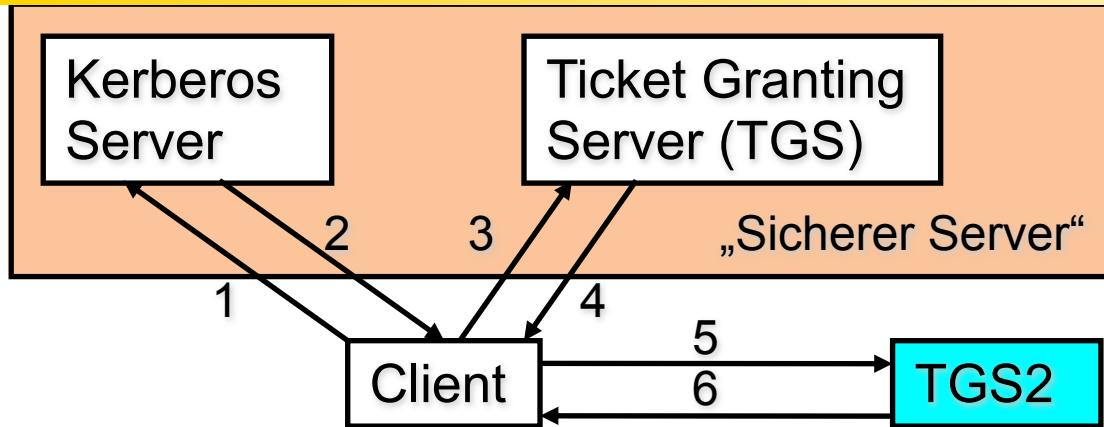 Kerberos
Server
Ticket Granting
Server (TGS)
2
3
„Sicherer Server“
1
4
5
Client
6
TGS2